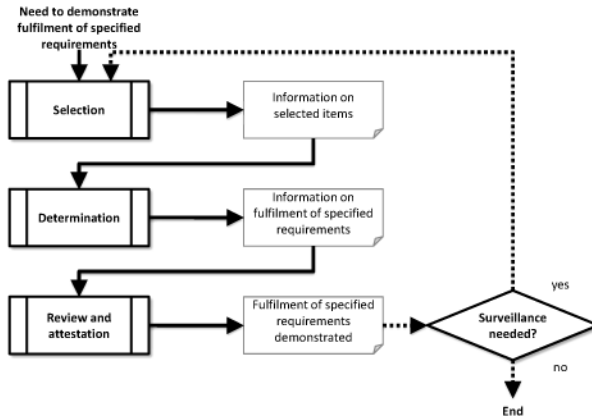 Need to demonstrate
fulfilment of specified
requirements
Selection
Information on
selected items
Determination
Information on
fulfilment of specified
requirements
Review and
attestation
Fulfilment of specified
requirements
demonstrated
Surveillance
needed?
yes
no
End